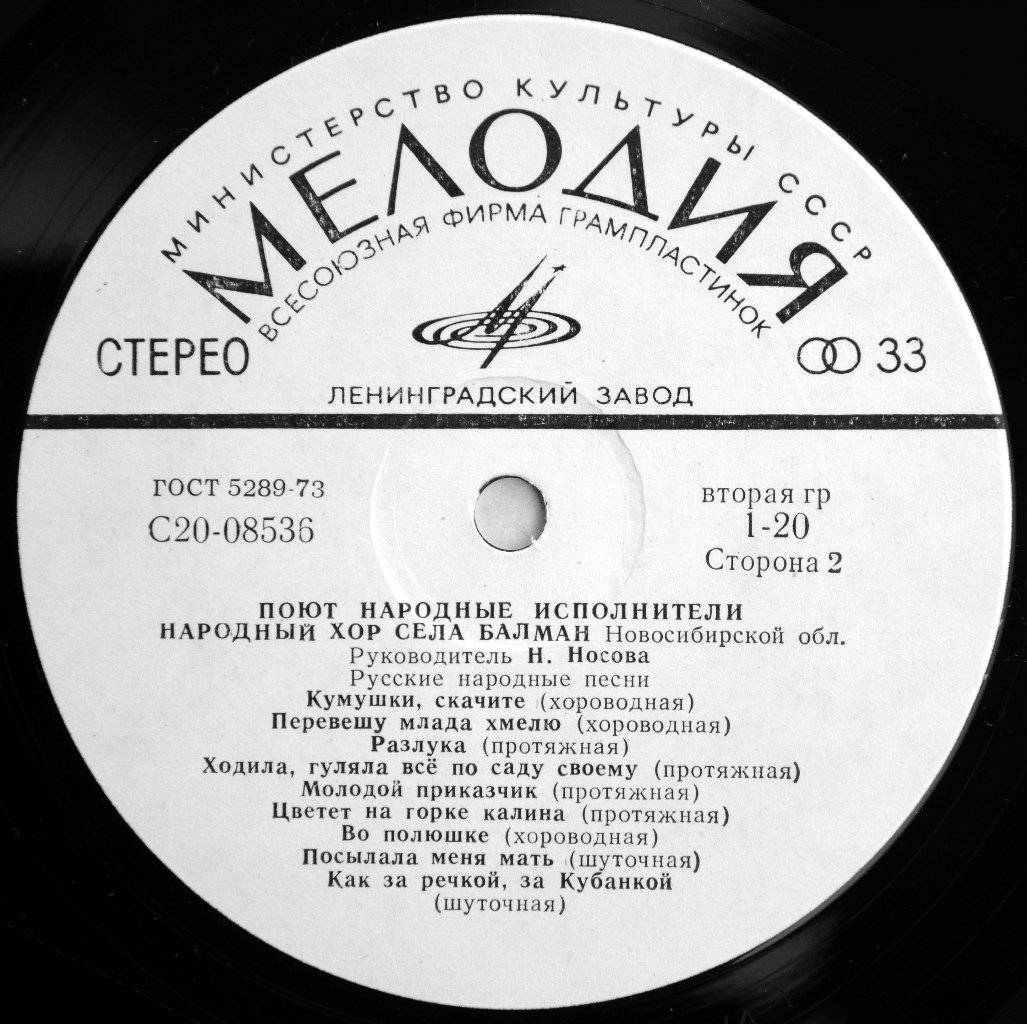 МИНИСТЕРСТВО КУЛЬТУРЫ СССР
МЕЛОДИЯ
ВСЕСОЮЗНАЯ ФИРМА ГРАМПЛАСТИНОК
СТЕРЕО
33
ЛЕНИНГРАДСКИЙ ЗАВОД
ГОСТ 5289-73
С20-08536
вторая гр
1-20
Сторона 2
ПОЮТ НАРОДНЫЕ ИСПОЛНИТЕЛИ
НАРОДНЫЙ ХОР СЕЛА БАЛМАН Новосибирской обл.
Руководитель Н. Носова
Русские народные песни
Кумушки, скачите (хороводная)
Перевешу млада хмелю (хороводная)
Разлука (протяжная)
Ходила, гуляла всё по саду своему (протяжная)
Молодой приказчик (протяжная)
Цветет на горке калина (протяжная)
Во полюшке (хороводная)
Посылала меня мать (шуточная)
Как за речкой, за Кубанкой
(шуточная)